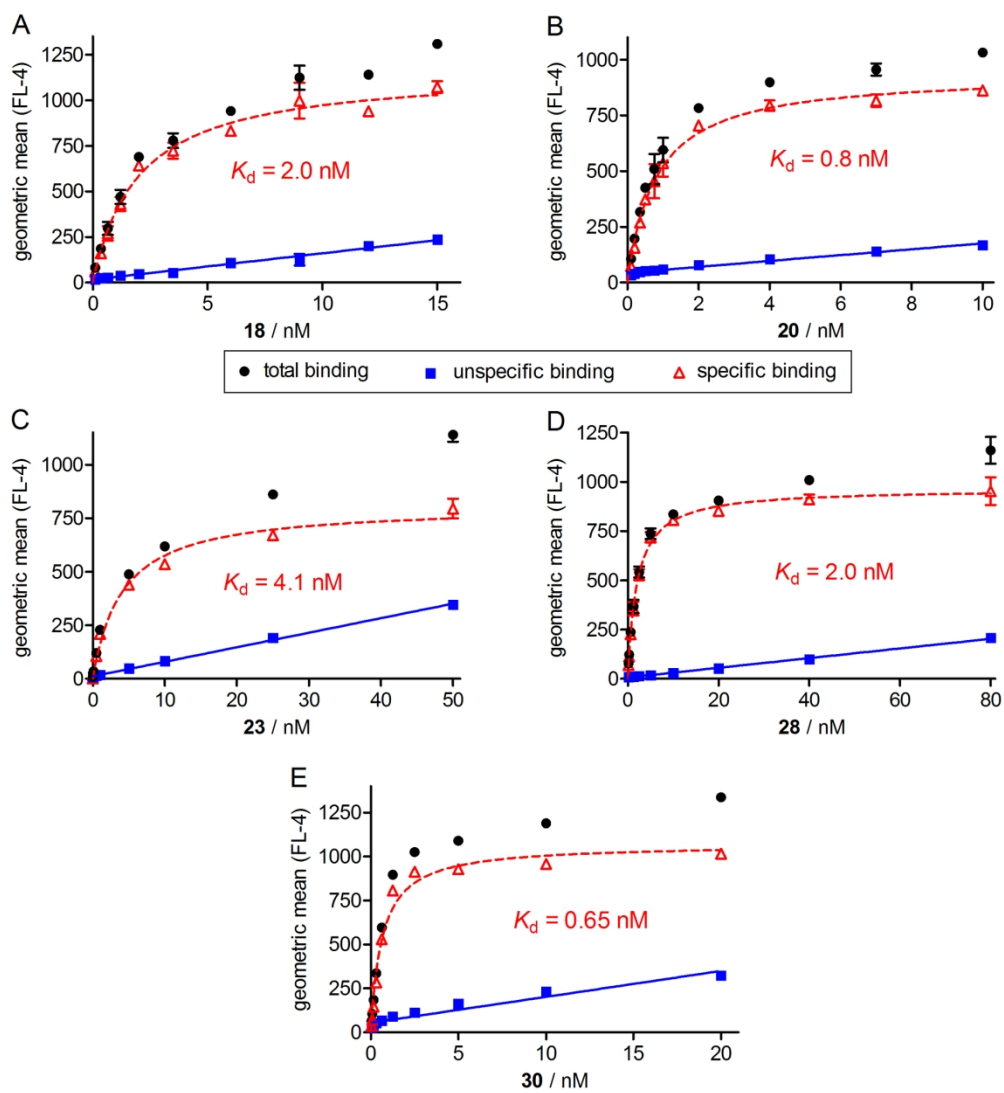 A
geometric mean (FL-4)
1250
1000
750
500
250
0
K_d = 2.0 nM
0 5 10 15
18 / nM
B
geometric mean (FL-4)
1000
750
500
250
0
K_d = 0.8 nM
0 2 4 6 8 10
20 / nM
total binding unspecific binding specific binding
C
geometric mean (FL-4)
1000
750
500
250
0
K_d = 4.1 nM
0 10 20 30 40 50
23 / nM
D
geometric mean (FL-4)
1250
1000
750
500
250
0
K_d = 2.0 nM
0 20 40 60 80
28 / nM
E
geometric mean (FL-4)
1250
1000
750
500
250
0
K_d = 0.65 nM
0 5 10 15 20
30 / nM